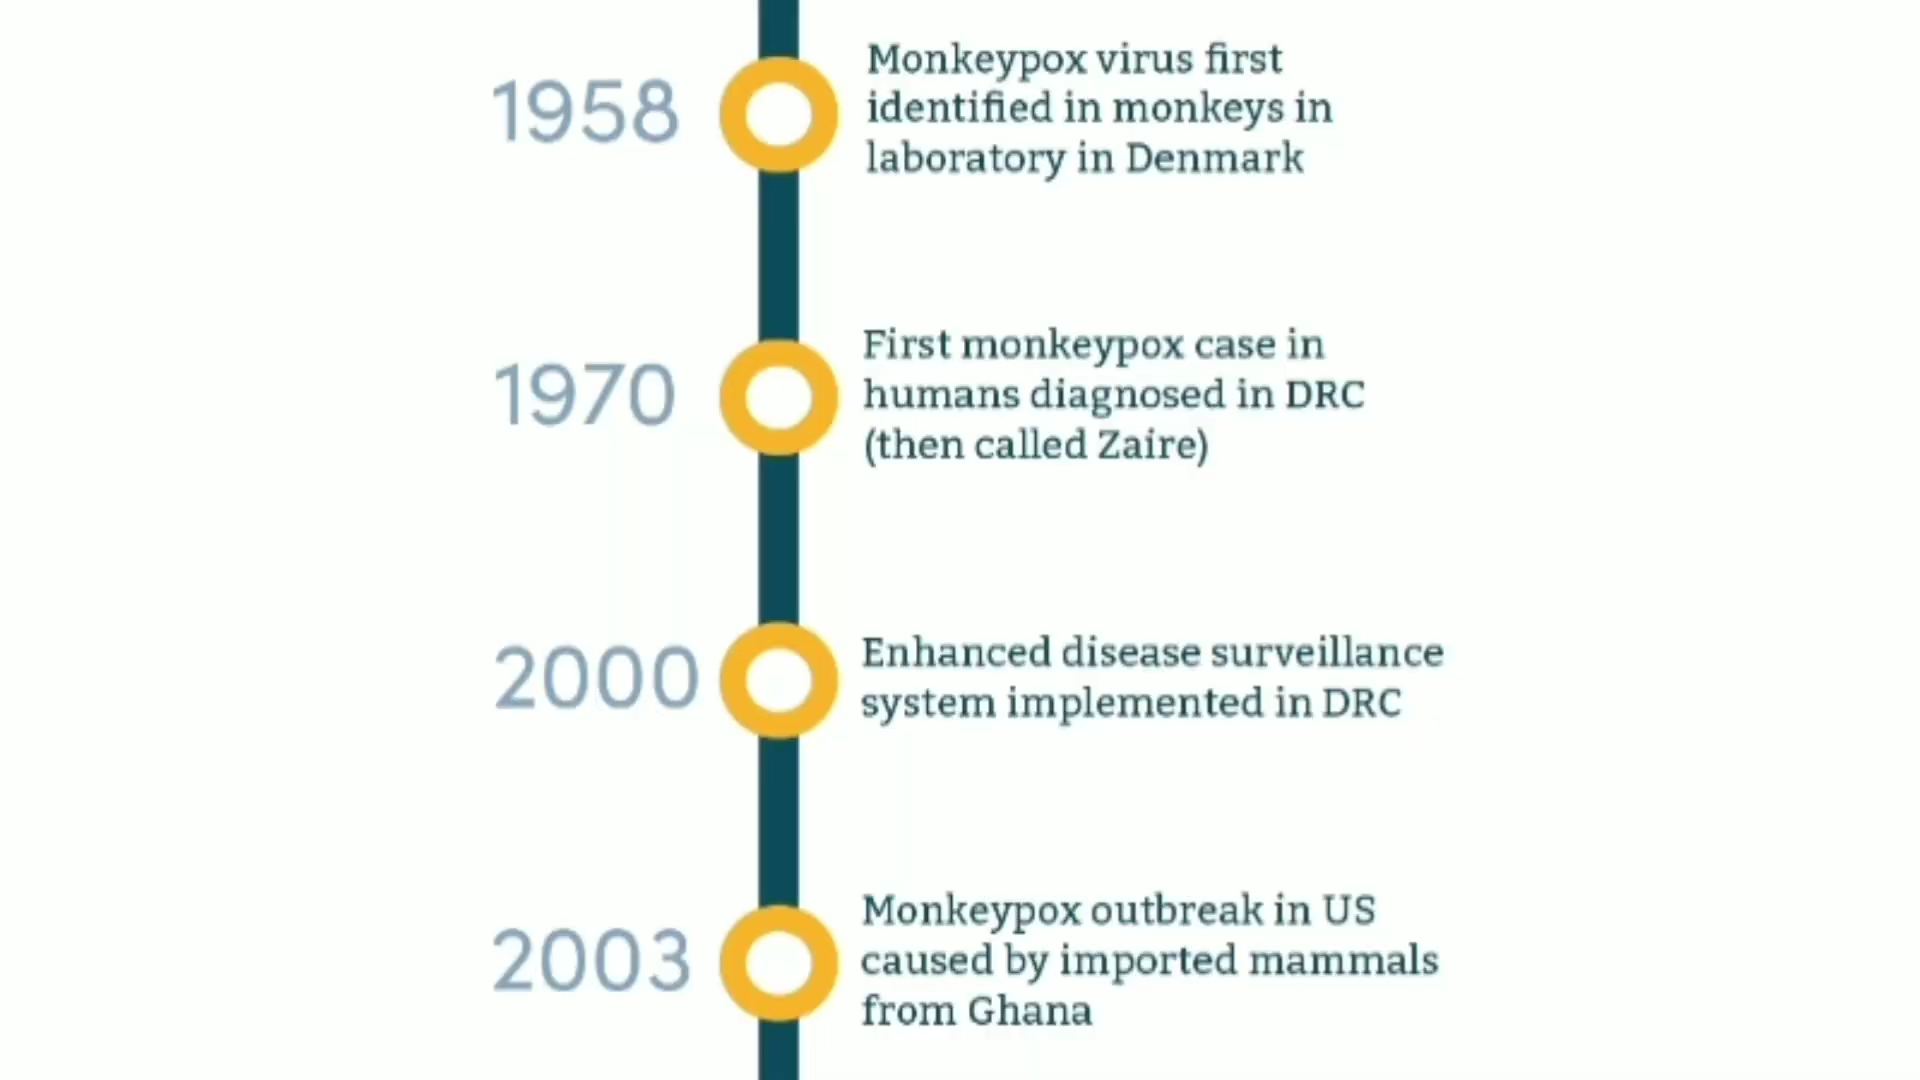 1958
Monkeypox virus first
identified in monkeys in
laboratory in Denmark
1970
First monkeypox case in
humans diagnosed in DRC
(then called Zaire)
2000
Enhanced disease surveillance
system implemented in DRC
2003
Monkeypox outbreak in US
caused by imported mammals
from Ghana